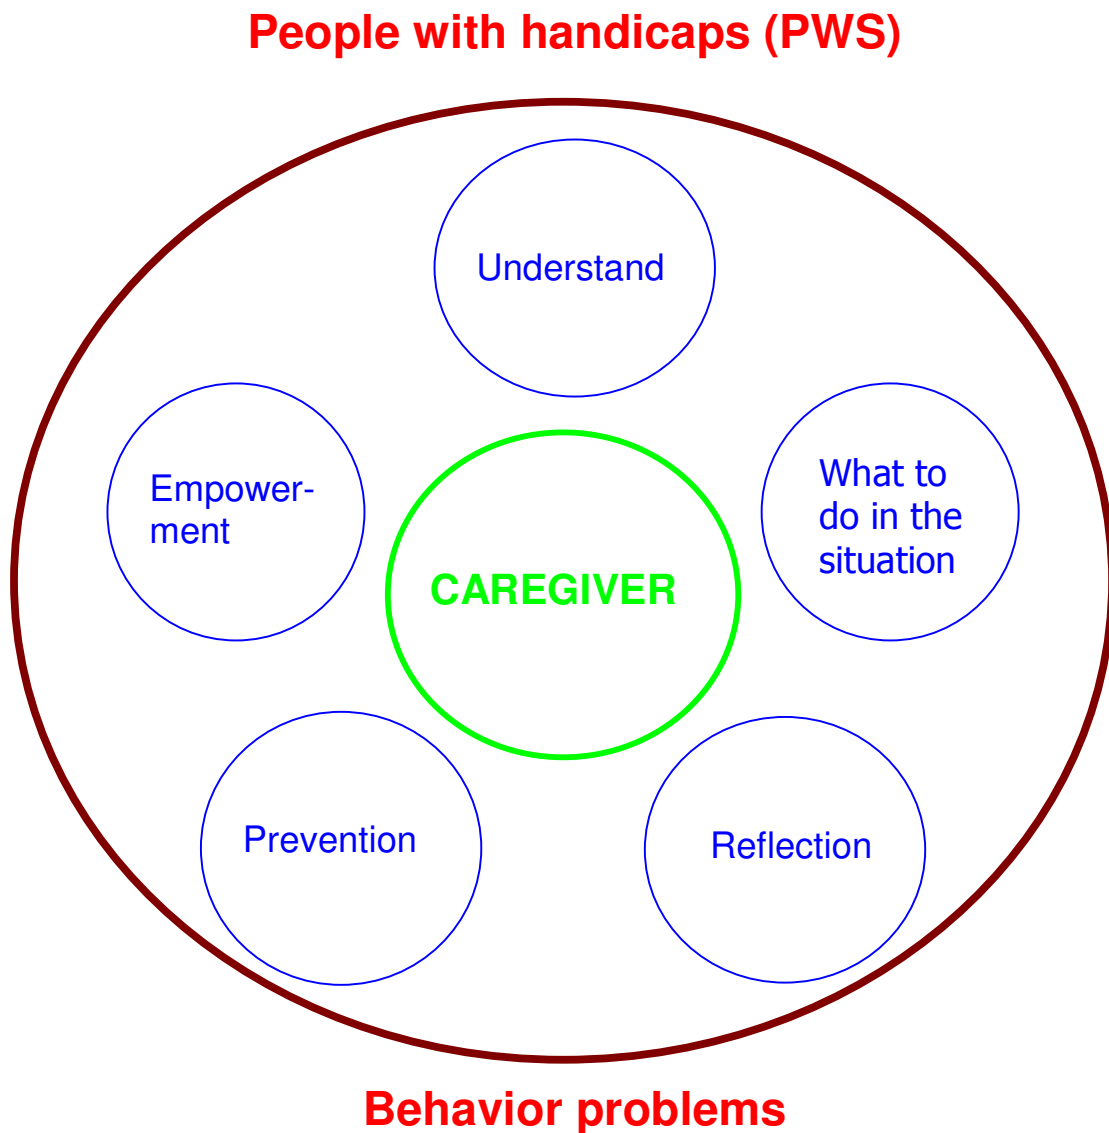 People with handicaps (PWS)
Understand
Empower-
ment
What to
do in the
situation
CAREGIVER
Prevention
Reflection
Behavior problems